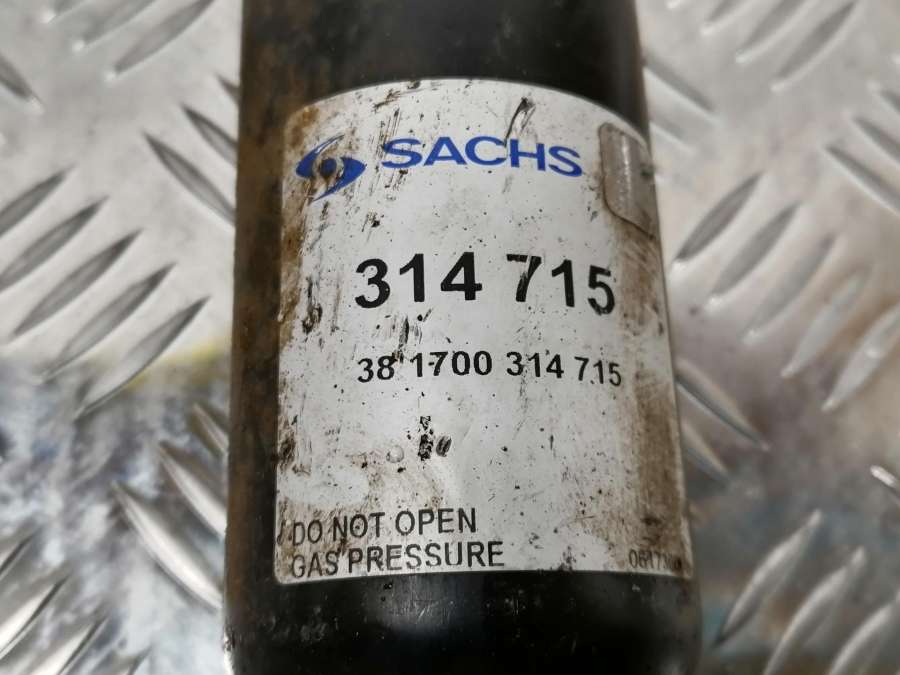 SACHS
314 715
38 1700 314 715
DO NOT OPEN
GAS PRESSURE